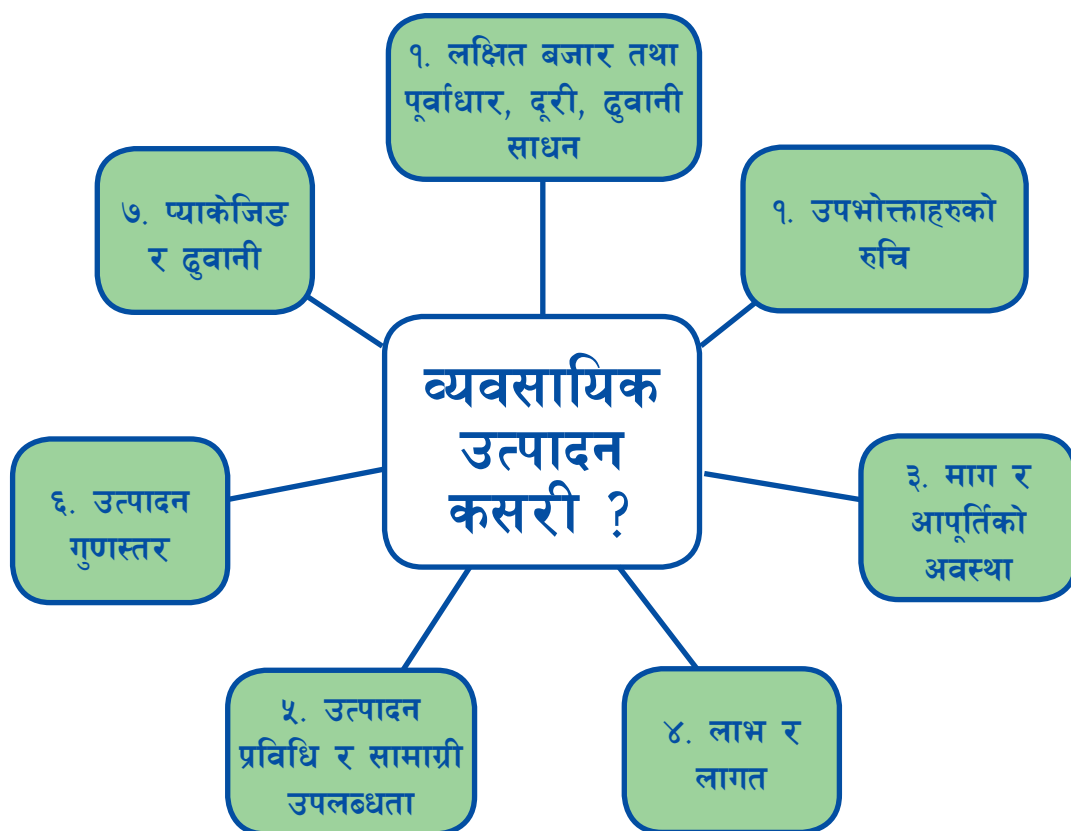 १. लक्षित बजार तथा
पूर्वाधार, दूरी, ढुवानी
साधन
१. उपभोक्ताहरुको
रुचि
३. माग र
आपूर्तिको
अवस्था
४. लाभ र
लागत
५. उत्पादन
प्रविधि र सामाग्री
उपलब्धता
६. उत्पादन
गुणस्तर
७. प्याकेजिङ
र ढुवानी
व्यवसायिक
उत्पादन
कसरी ?